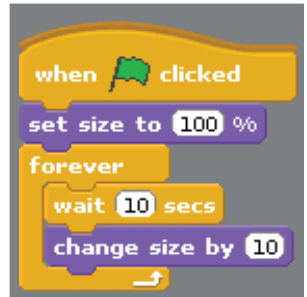 when clicked
set size to 100 %
forever
wait 10 secs
change size by 10